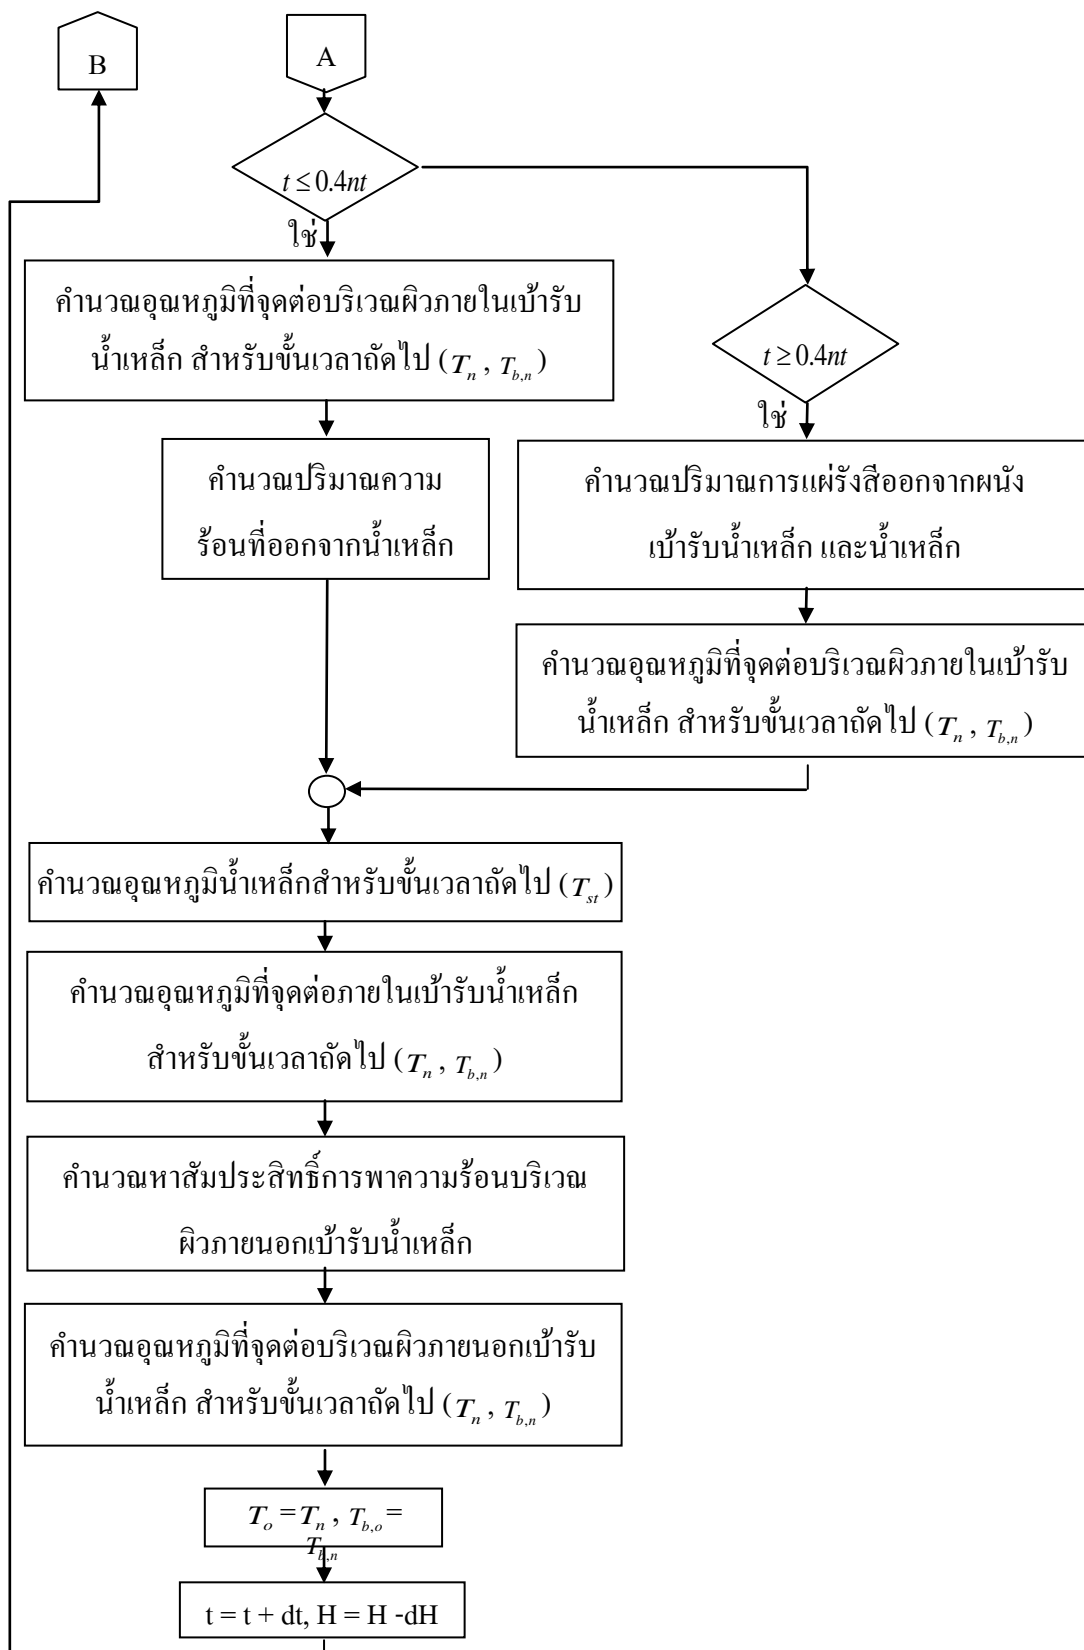 B
A
t ≤ 0.4nt
ใช่
คำนวณอุณหภูมิที่จุดต่อบริเวณผิวภายในเบ้ารับ
น้ำเหล็ก สำหรับขั้นเวลาถัดไป (T_n , T_{b,n})
t ≥ 0.4nt
ใช่
คำนวณปริมาณความ
ร้อนที่ออกจากน้ำเหล็ก
คำนวณปริมาณการแผ่รังสีออกจากผนัง
เบ้ารับน้ำเหล็ก และน้ำเหล็ก
คำนวณอุณหภูมิที่จุดต่อบริเวณผิวภายในเบ้ารับ
น้ำเหล็ก สำหรับขั้นเวลาถัดไป (T_n , T_{b,n})
คำนวณอุณหภูมิน้ำเหล็กสำหรับขั้นเวลาถัดไป (T_{st})
คำนวณอุณหภูมิที่จุดต่อภายในเบ้ารับน้ำเหล็ก
สำหรับขั้นเวลาถัดไป (T_n , T_{b,n})
คำนวณหาสัมประสิทธิ์การพาความร้อนบริเวณ
ผิวภายนอกเบ้ารับน้ำเหล็ก
คำนวณอุณหภูมิที่จุดต่อบริเวณผิวภายนอกเบ้ารับ
น้ำเหล็ก สำหรับขั้นเวลาถัดไป (T_n , T_{b,n})
T_o = T_n , T_{b,o} =
T_{b,n}
t = t + dt, H = H -dH